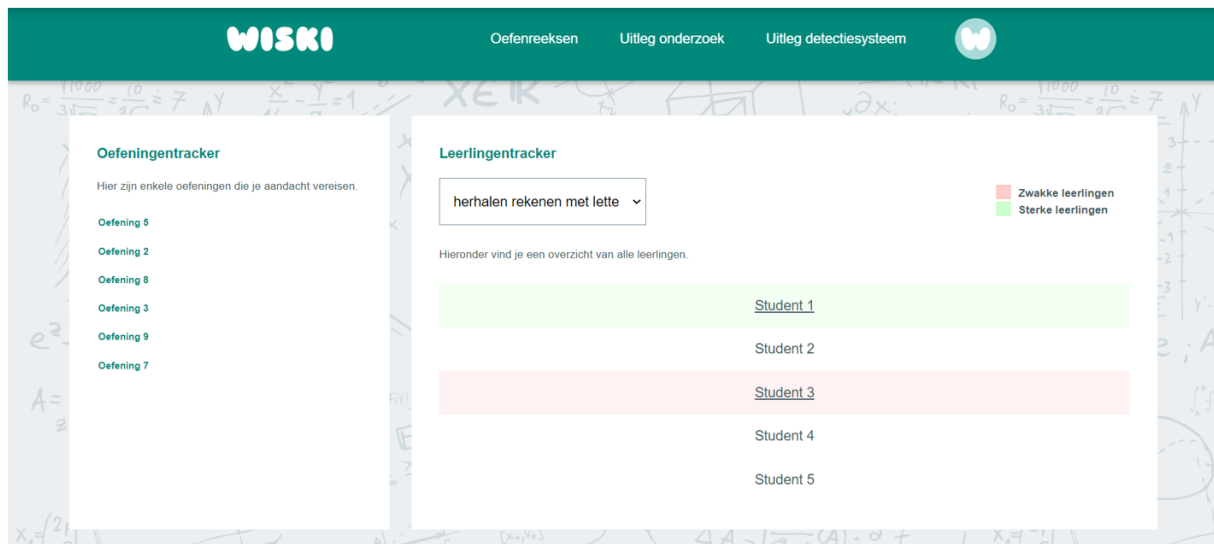 WISKI
Oefenreeksen
Uitleg onderzoek
Uitleg detectiesysteem
W
Oefeningentracker
Hier zijn enkele oefeningen die je aandacht vereisen.
Oefening 5
Oefening 2
Oefening 8
Oefening 3
Oefening 9
Oefening 7
Leerlingentracker
herhalen rekenen met lette
Zwakke leerlingen
Sterke leerlingen
Hieronder vind je een overzicht van alle leerlingen.
Student 1
Student 2
Student 3
Student 4
Student 5